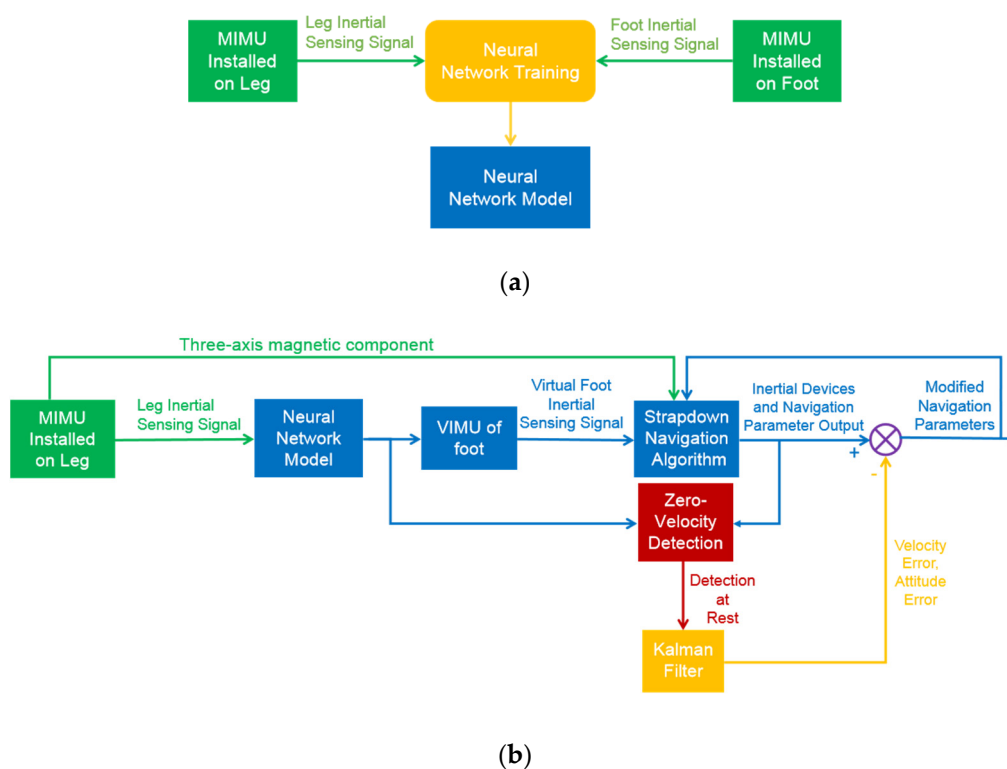 MIMU
Installed
on Leg
Leg Inertial
Sensing Signal
Neural
Network Training
Foot Inertial
Sensing Signal
MIMU
Installed
on Foot
Neural
Network Model
(a)
Three-axis magnetic component
MIMU
Installed
on Leg
Leg Inertial
Sensing Signal
Neural
Network
Model
VIMU of
foot
Virtual Foot
Inertial
Sensing Signal
Strapdown
Navigation
Algorithm
Inertial Devices
and Navigation
Parameter Output
+
-
Modified
Navigation
Parameters
Zero-
Velocity
Detection
Detection
at
Rest
Kalman
Filter
Velocity
Error,
Attitude
Error
(b)